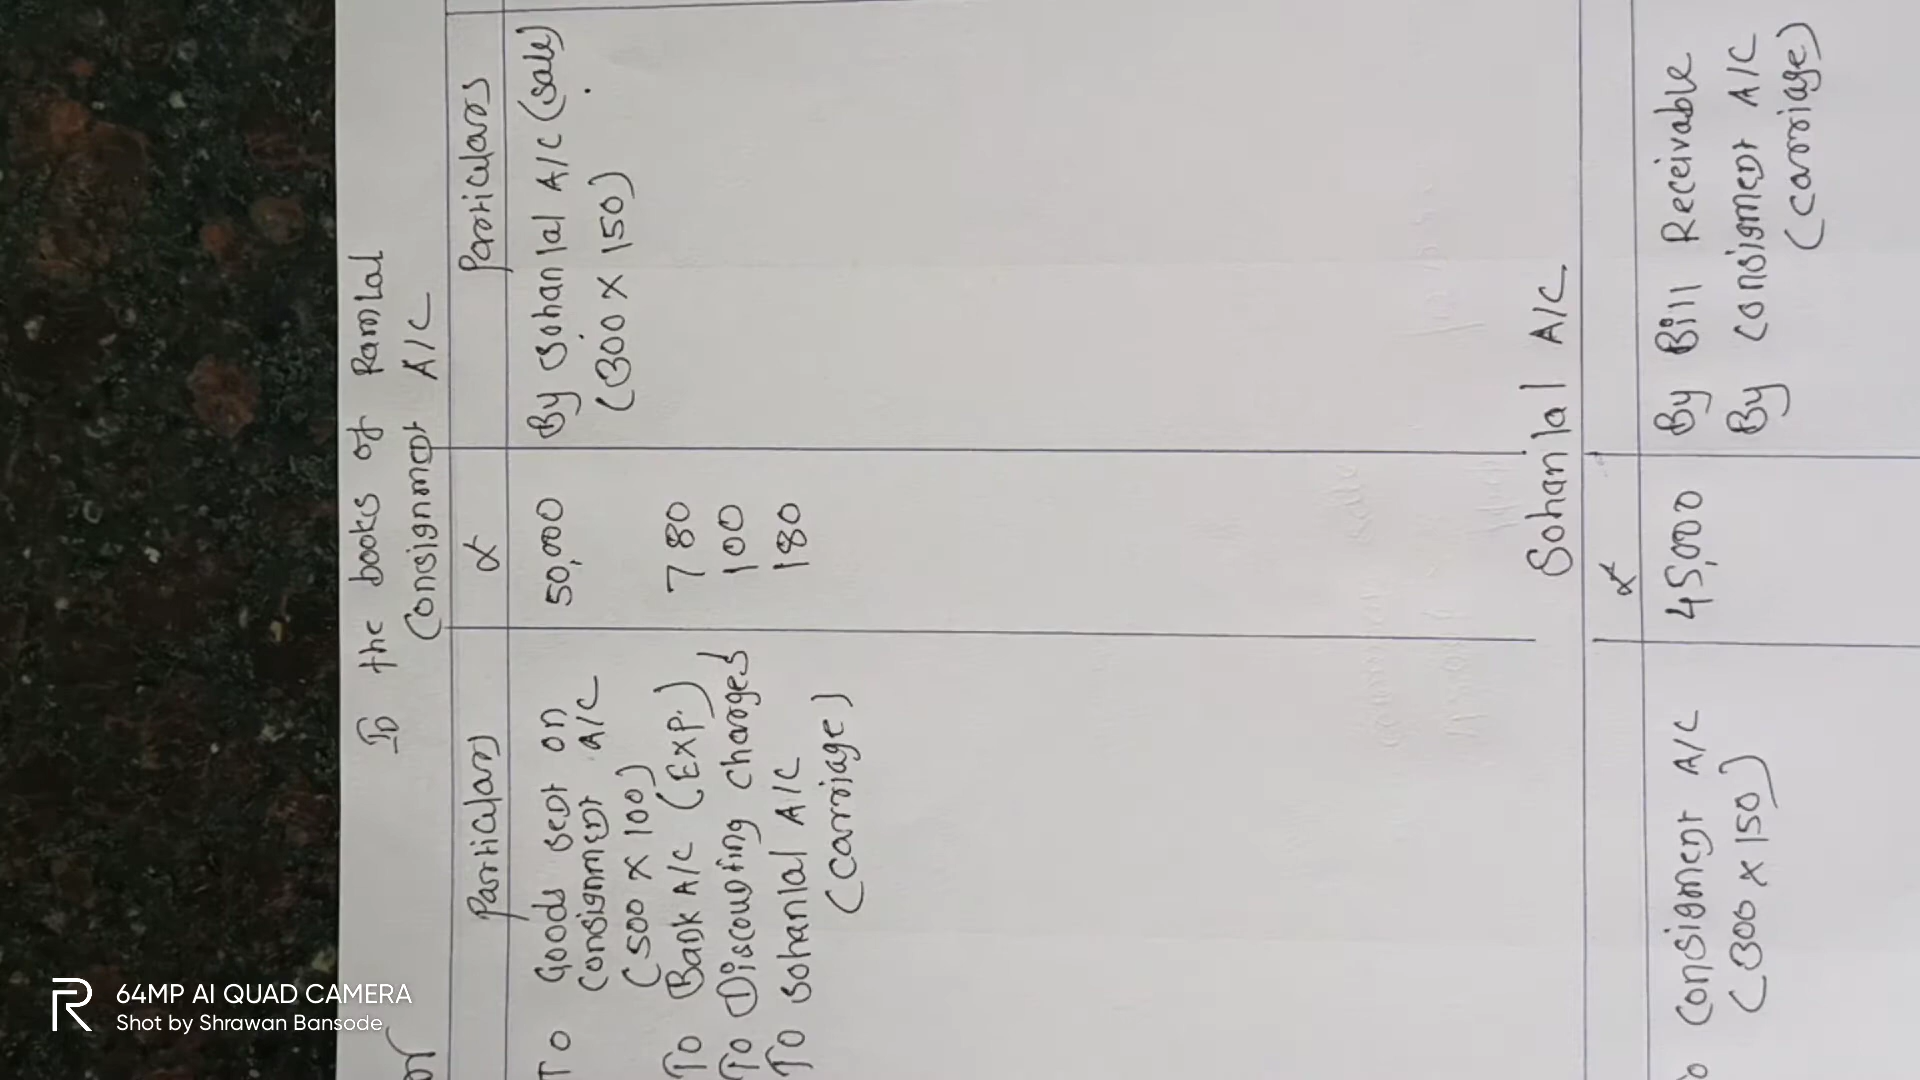 In the books of Ramlal
Consignment A/C
Particulars ₹ Particulars
To Goods sent on 50,000 By Sohanlal A/C (sale)
Consignment A/C (300 x 150)
(500 x 100)
To Bank A/C (Exp.) 780
To Discounting charges 100
To Sohanlal A/C 180
(carriage)
Sohanlal A/C
₹
Consignment A/C 45,000 By Bill Receivable
(300 x 150) By Consignment A/C
(carriage)
64MP AI QUAD CAMERA
Shot by Shrawan Bansode